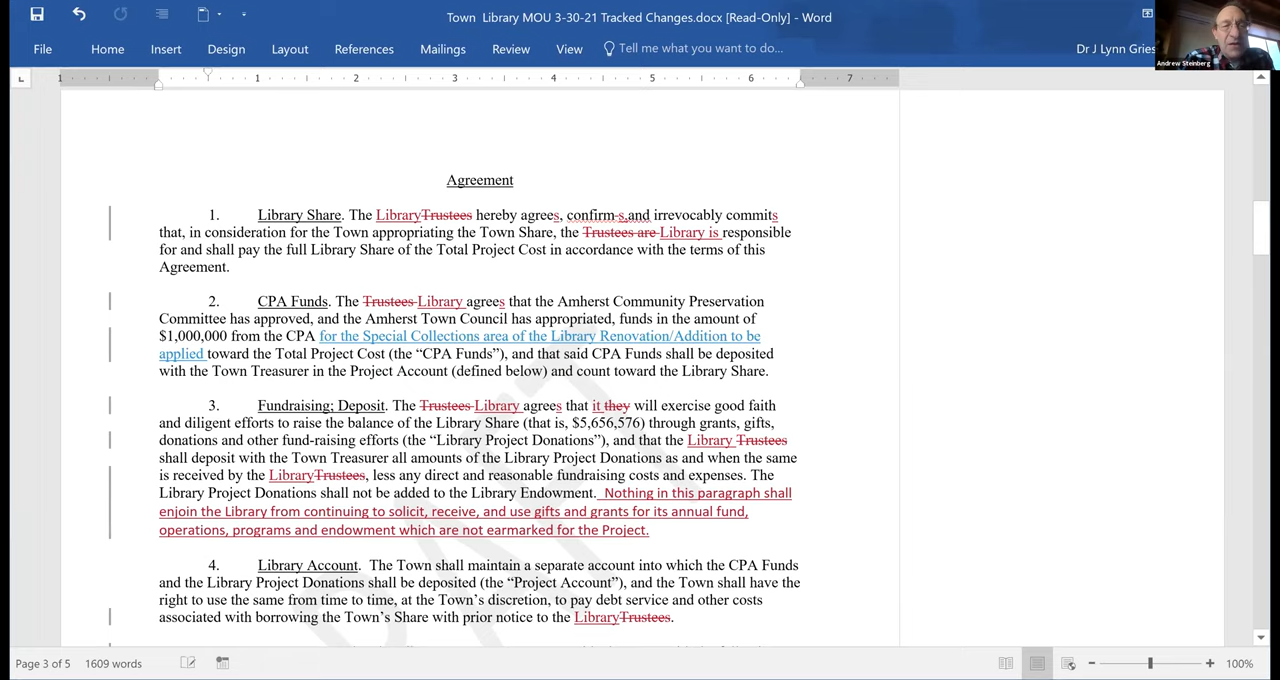 Town Library MOU 3-30-21 Tracked Changes.docx [Read-Only] - Word
File Home Insert Design Layout References Mailings Review View Tell me what you want to do... Dr J Lynn Gries
Andrew Steinberg
1 1 2 3 4 5 6 7
Agreement
1. Library Share. The LibraryTrustees hereby agrees, confirm s,and irrevocably commits
that, in consideration for the Town appropriating the Town Share, the Trustees are Library is responsible
for and shall pay the full Library Share of the Total Project Cost in accordance with the terms of this
Agreement.
2. CPA Funds. The Trustees Library agrees that the Amherst Community Preservation
Committee has approved, and the Amherst Town Council has appropriated, funds in the amount of
$1,000,000 from the CPA for the Special Collections area of the Library Renovation/Addition to be
applied toward the Total Project Cost (the “CPA Funds”), and that said CPA Funds shall be deposited
with the Town Treasurer in the Project Account (defined below) and count toward the Library Share.
3. Fundraising; Deposit. The Trustees Library agrees that it they will exercise good faith
and diligent efforts to raise the balance of the Library Share (that is, $5,656,576) through grants, gifts,
donations and other fund-raising efforts (the “Library Project Donations”), and that the Library Trustees
shall deposit with the Town Treasurer all amounts of the Library Project Donations as and when the same
is received by the LibraryTrustees, less any direct and reasonable fundraising costs and expenses. The
Library Project Donations shall not be added to the Library Endowment. Nothing in this paragraph shall
enjoin the Library from continuing to solicit, receive, and use gifts and grants for its annual fund,
operations, programs and endowment which are not earmarked for the Project.
4. Library Account. The Town shall maintain a separate account into which the CPA Funds
and the Library Project Donations shall be deposited (the “Project Account”), and the Town shall have the
right to use the same from time to time, at the Town’s discretion, to pay debt service and other costs
associated with borrowing the Town’s Share with prior notice to the LibraryTrustees.
Page 3 of 5 1609 words 100%